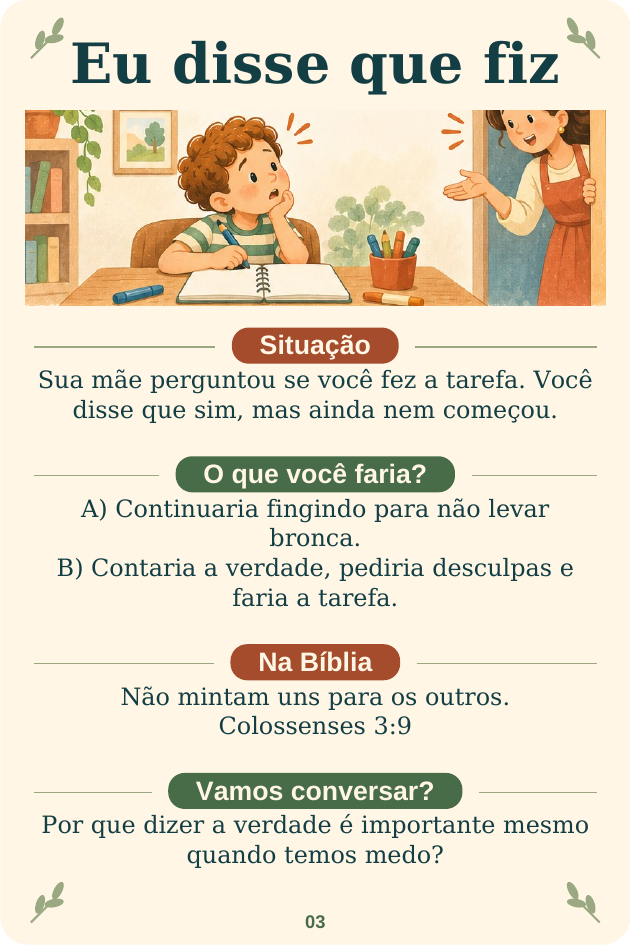 Eu disse que fiz
Situação
Sua mãe perguntou se você fez a tarefa. Você
disse que sim, mas ainda nem começou.
O que você faria?
A) Continuaria fingindo para não levar
bronca.
B) Contaria a verdade, pediria desculpas e
faria a tarefa.
Na Bíblia
Não mintam uns para os outros.
Colossenses 3:9
Vamos conversar?
Por que dizer a verdade é importante mesmo
quando temos medo?
03